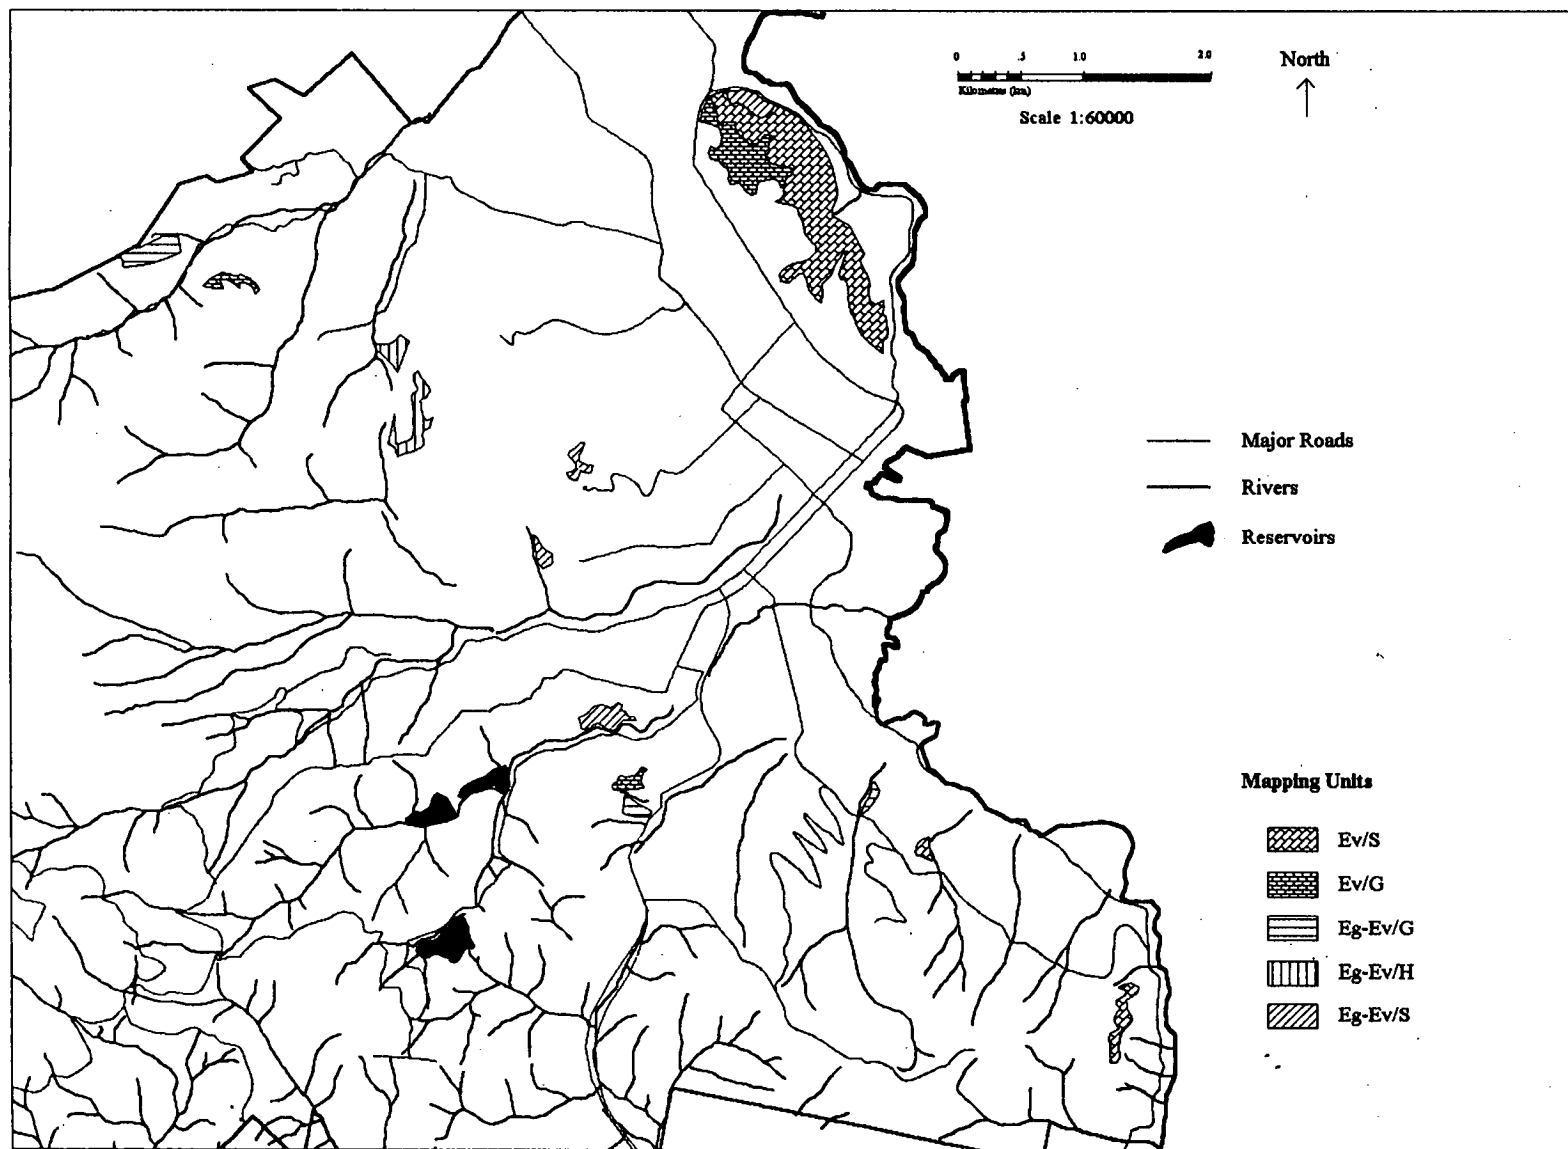 0 .5 1.0 2.0
Kilometres (km)
Scale 1:60000
North
Major Roads
Rivers
Reservoirs
Mapping Units
Ev/S
Ev/G
Eg-Ev/G
Eg-Ev/H
Eg-Ev/S